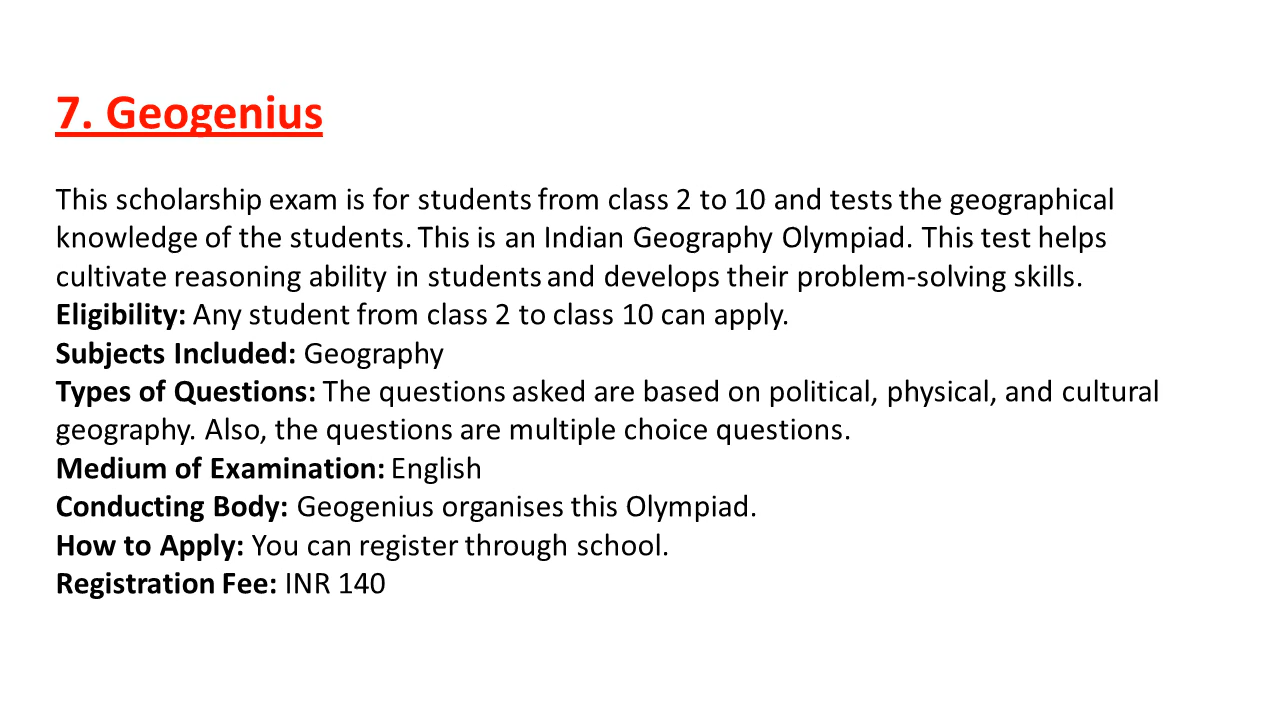 7. Geogenius
This scholarship exam is for students from class 2 to 10 and tests the geographical
knowledge of the students. This is an Indian Geography Olympiad. This test helps
cultivate reasoning ability in students and develops their problem-solving skills.
Eligibility: Any student from class 2 to class 10 can apply.
Subjects Included: Geography
Types of Questions: The questions asked are based on political, physical, and cultural
geography. Also, the questions are multiple choice questions.
Medium of Examination: English
Conducting Body: Geogenius organises this Olympiad.
How to Apply: You can register through school.
Registration Fee: INR 140